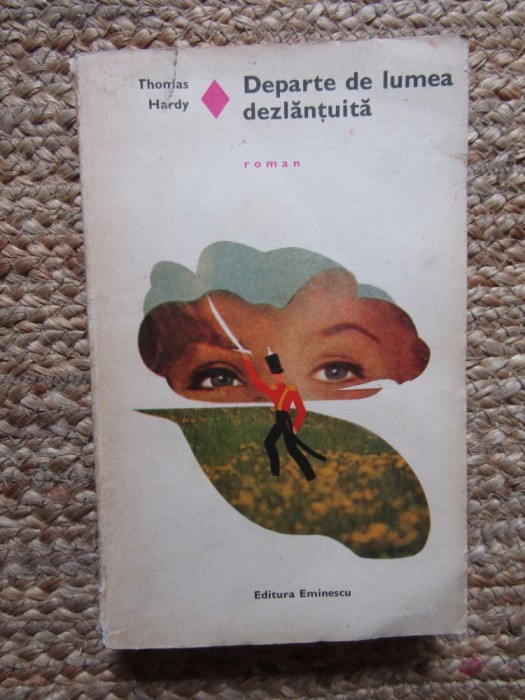 Thomas
Hardy
Departe de lumea
dezlănțuită
roman
Editura Eminescu